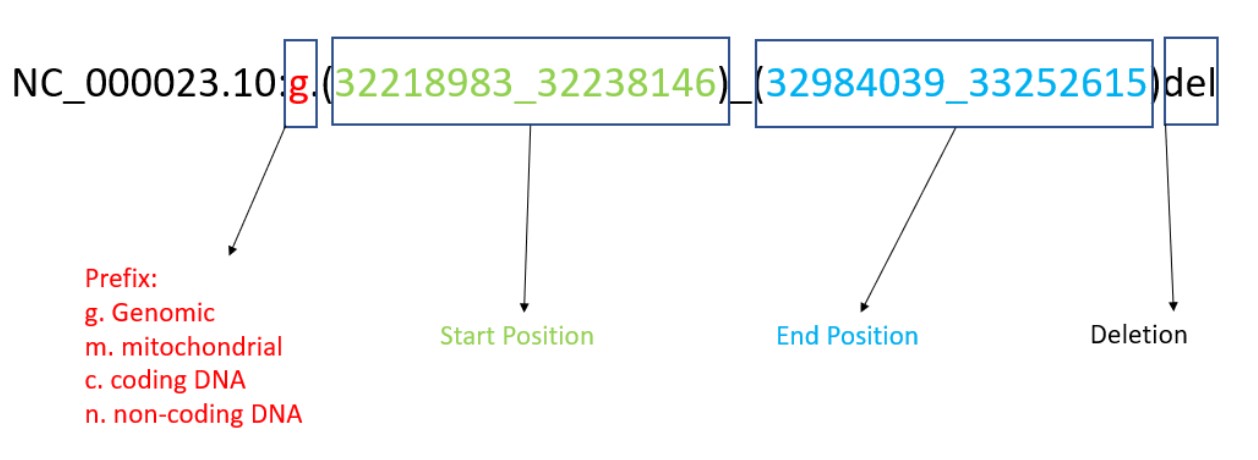 NC_000023.10:g.(32218983_32238146)_(32984039_33252615)del
Prefix:
g. Genomic
m. mitochondrial
c. coding DNA
n. non-coding DNA
Start Position
End Position
Deletion